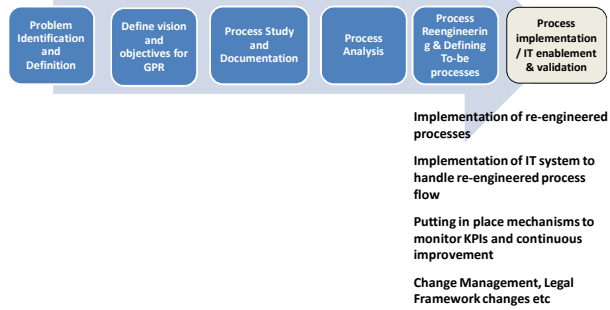 Problem
Identification
and
Definition
Define vision
and
objectives for
GPR
Process Study
and
Documentation
Process
Analysis
Process
Reengineerin
g & Defining
To-be
processes
Process
implementation
/ IT enablement
& validation
Implementation of re-engineered
processes
Implementation of IT system to
handle re-engineered process
flow
Putting in place mechanisms to
monitor KPIs and continuous
improvement
Change Management, Legal
Framework changes etc